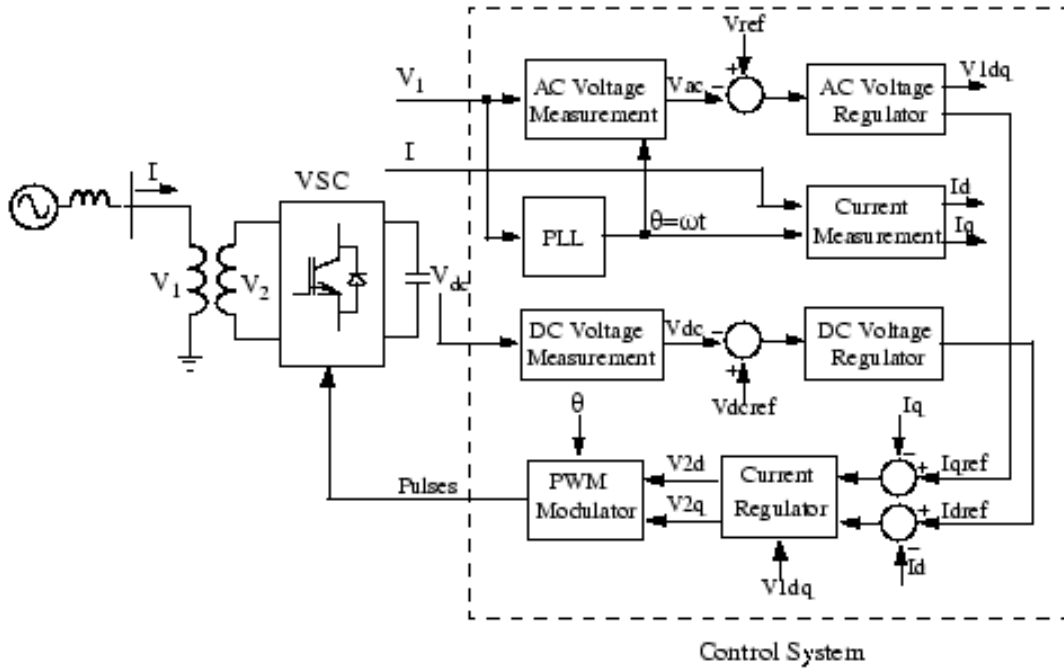 Vref
V1
AC Voltage
Measurement
Vac
−
+
AC Voltage
Regulator
V1dq
I
I
VSC
PLL
θ=ωt
Current
Measurement
Id
Iq
V1
V2
Vdc
DC Voltage
Measurement
Vdc
−
+
Vdcref
DC Voltage
Regulator
θ
Iq
Pulses
PWM
Modulator
V2d
V2q
Current
Regulator
−
+
Iqref
+
Idref
−
Id
V1dq
Control System